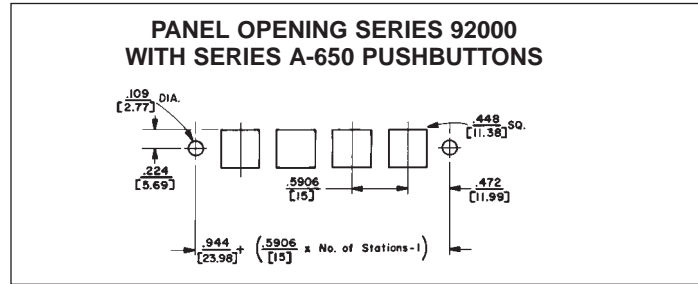 PANEL OPENING SERIES 92000
WITH SERIES A-650 PUSHBUTTONS
.109 DIA.
[2.77]
.448 SQ.
[11.38]
.224
[5.69]
.5906
[15]
.472
[11.99]
.944 + (.5906 x No. of Stations-1)
[23.98] [15]